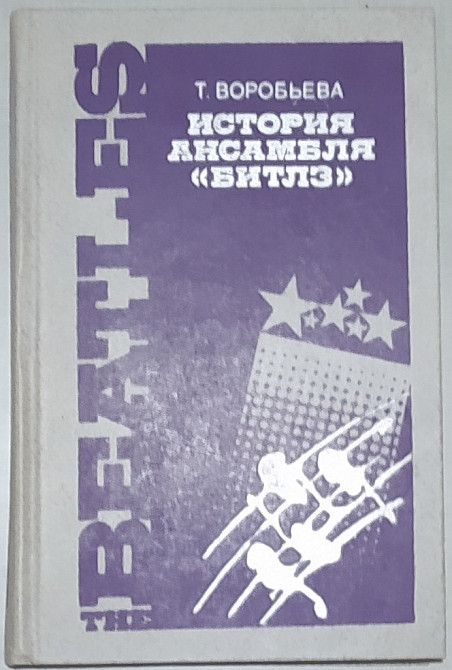 Т. ВОРОБЬЕВА
ИСТОРИЯ
АНСАМБЛЯ
«БИТЛЗ»
THE BEATLES